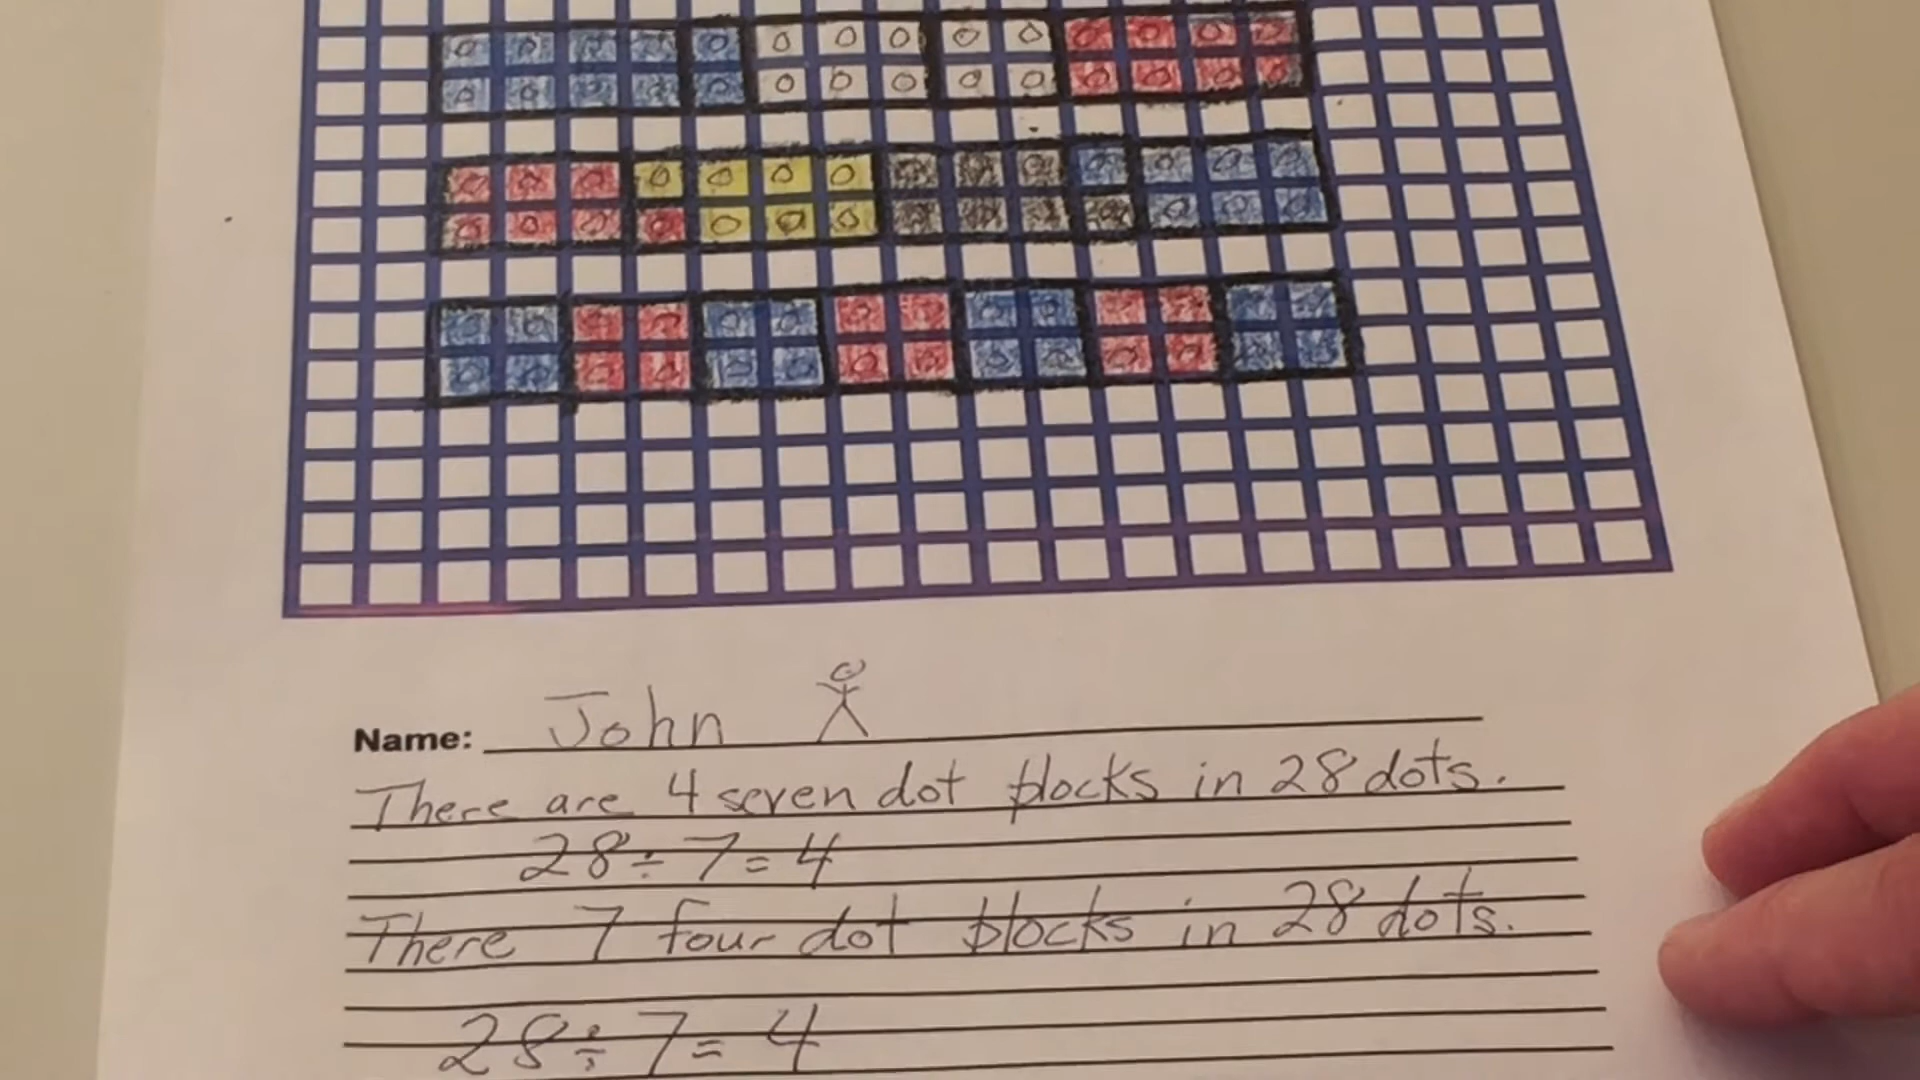 Name: John
There are 4 seven dot blocks in 28 dots.
28÷7=4
There 7 four dot blocks in 28 dots.
28÷7=4